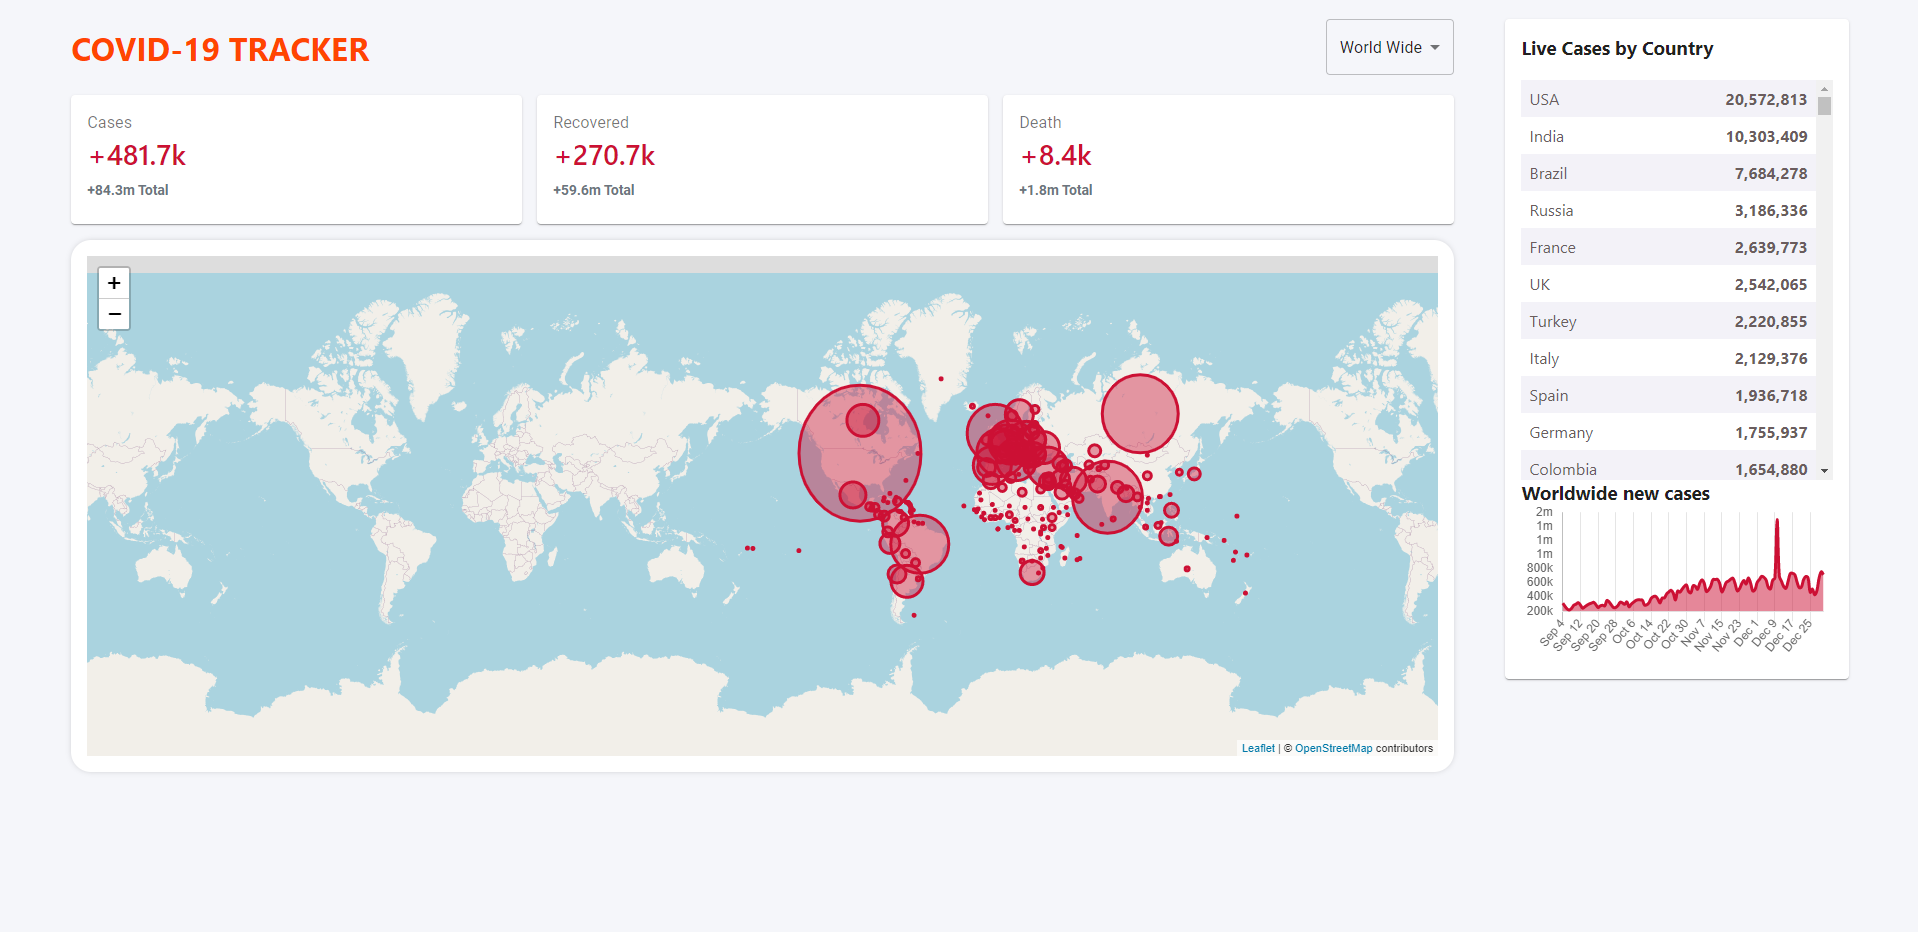 COVID-19 TRACKER
World Wide
Cases
+481.7k
+84.3m Total
Recovered
+270.7k
+59.6m Total
Death
+8.4k
+1.8m Total
+
−
Leaflet | © OpenStreetMap contributors
Live Cases by Country
USA 20,572,813
India 10,303,409
Brazil 7,684,278
Russia 3,186,336
France 2,639,773
UK 2,542,065
Turkey 2,220,855
Italy 2,129,376
Spain 1,936,718
Germany 1,755,937
Colombia 1,654,880
Worldwide new cases
2m
1m
1m
1m
800k
600k
400k
200k
Sep 4 Sep 12 Sep 20 Sep 28 Oct 6 Oct 14 Oct 22 Oct 30 Nov 7 Nov 15 Nov 23 Dec 1 Dec 9 Dec 17 Dec 25